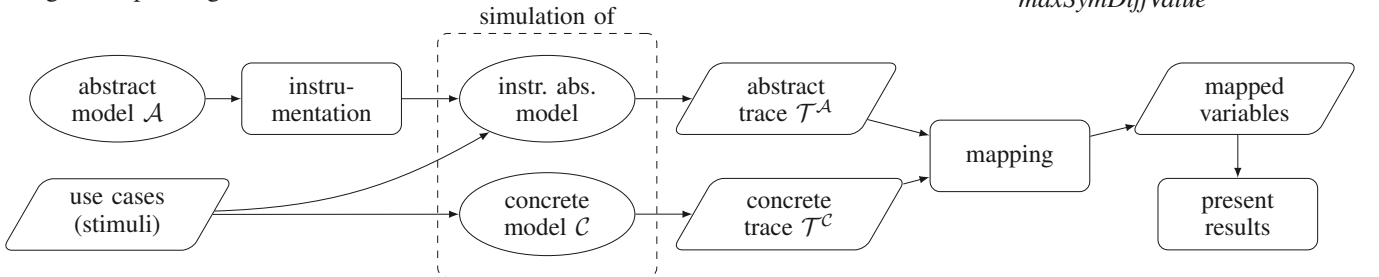 maxSymDiffValue
simulation of
abstract
model 𝒜
instru-
mentation
instr. abs.
model
abstract
trace 𝒯^𝒜
mapped
variables
mapping
use cases
(stimuli)
concrete
model 𝒞
concrete
trace 𝒯^𝒞
present
results